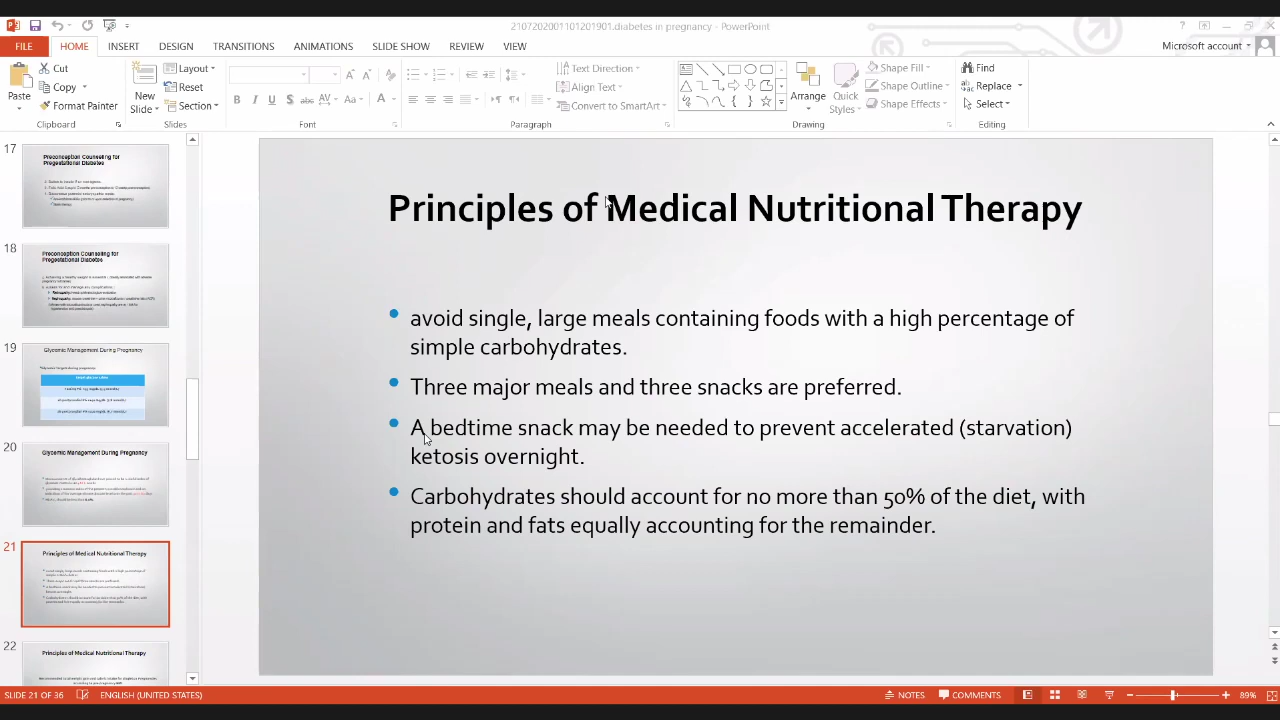 2107202001101201901.diabetes in pregnancy - PowerPoint
FILE HOME INSERT DESIGN TRANSITIONS ANIMATIONS SLIDE SHOW REVIEW VIEW Microsoft account
Paste
Cut
Copy
Format Painter
Clipboard
New
Slide
Layout
Reset
Section
Slides
B I U S abc AV Aa A
Font
Text Direction
Align Text
Convert to SmartArt
Paragraph
Arrange
Quick
Styles
Shape Fill
Shape Outline
Shape Effects
Drawing
Find
Replace
Select
Editing
17
Preconception Counseling for
Pregestational Diabetes
18
Preconception Counseling for
Pregestational Diabetes
19
Glycemic Management During Pregnancy
20
Glycemic Management During Pregnancy
21
Principles of Medical Nutritional Therapy
22
Principles of Medical Nutritional Therapy
Principles of Medical Nutritional Therapy
avoid single, large meals containing foods with a high percentage of
simple carbohydrates.
Three major meals and three snacks are preferred.
A bedtime snack may be needed to prevent accelerated (starvation)
ketosis overnight.
Carbohydrates should account for no more than 50% of the diet, with
protein and fats equally accounting for the remainder.
SLIDE 21 OF 36 ENGLISH (UNITED STATES) NOTES COMMENTS 89%